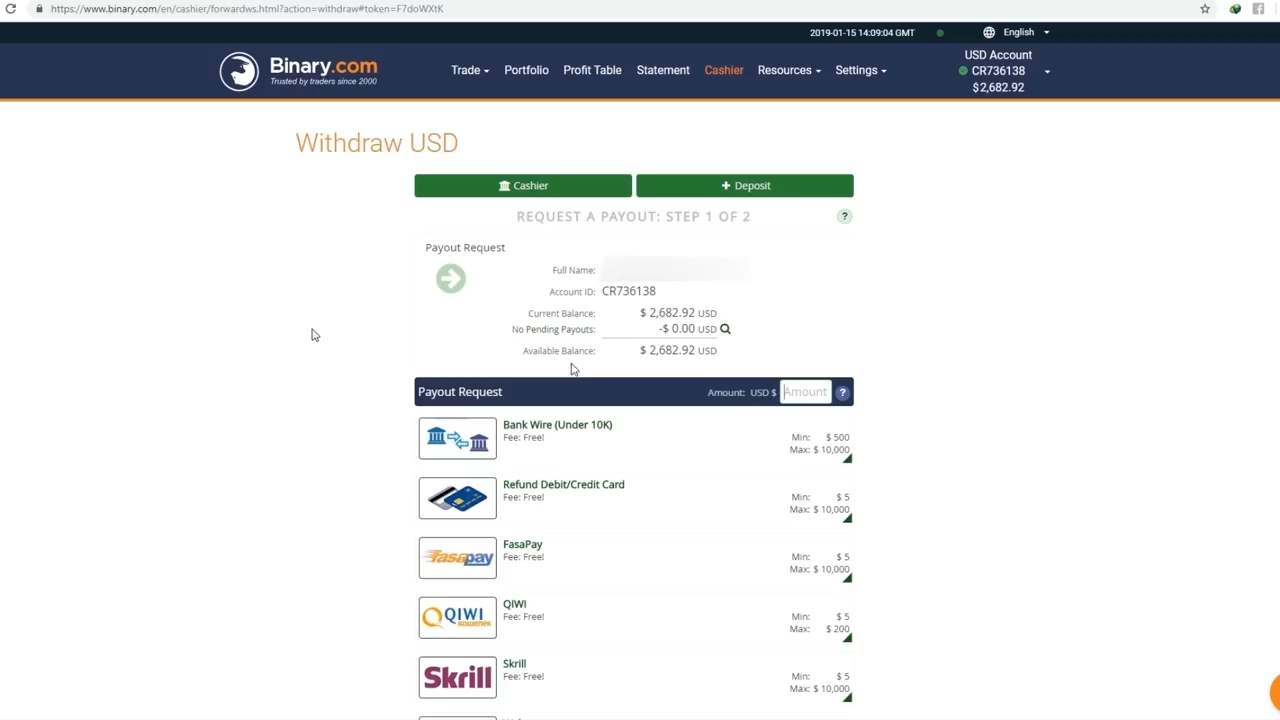 https://www.binary.com/en/cashier/forwardws.html?action=withdraw#token=F7doWXtK
2019-01-15 14:09:04 GMT
English
Binary.com
Trusted by traders since 2000
Trade
Portfolio
Profit Table
Statement
Cashier
Resources
Settings
USD Account
CR736138
$2,682.92
Withdraw USD
Cashier
+ Deposit
REQUEST A PAYOUT: STEP 1 OF 2
?
Payout Request
Full Name:
Account ID: CR736138
Current Balance: $ 2,682.92 USD
No Pending Payouts: -$ 0.00 USD
Available Balance: $ 2,682.92 USD
Payout Request Amount: USD $ Amount ?
Bank Wire (Under 10K)
Fee: Free! Min: $ 500
Max: $ 10,000
Refund Debit/Credit Card
Fee: Free! Min: $ 5
Max: $ 10,000
fasapay
FasaPay
Fee: Free! Min: $ 5
Max: $ 10,000
QIWI
КОШЕЛЕК
QIWI
Fee: Free! Min: $ 5
Max: $ 200
Skrill
Skrill
Fee: Free! Min: $ 5
Max: $ 10,000